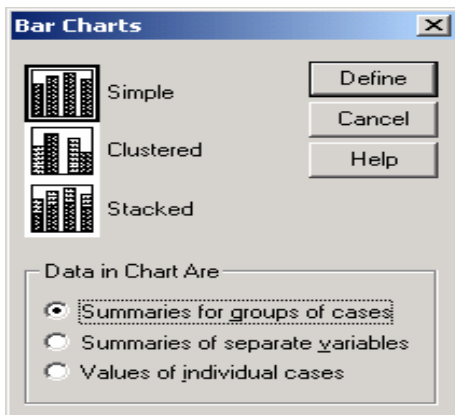 Bar Charts
Simple
Define
Cancel
Clustered
Help
Stacked
Data in Chart Are
Summaries for groups of cases
Summaries of separate variables
Values of individual cases